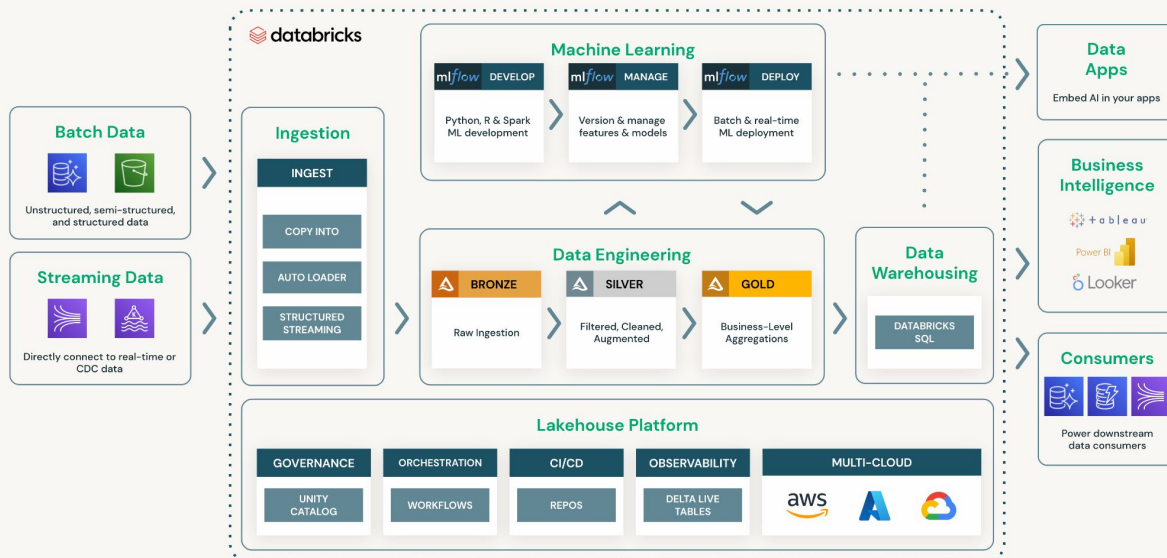 databricks
Batch Data
Unstructured, semi-structured,
and structured data
Streaming Data
Directly connect to real-time or
CDC data
Ingestion
INGEST
COPY INTO
AUTO LOADER
STRUCTURED
STREAMING
Machine Learning
mlflow DEVELOP
Python, R & Spark
ML development
mlflow MANAGE
Version & manage
features & models
mlflow DEPLOY
Batch & real-time
ML deployment
Data Engineering
BRONZE
Raw Ingestion
SILVER
Filtered, Cleaned,
Augmented
GOLD
Business-Level
Aggregations
Data
Warehousing
DATABRICKS
SQL
Lakehouse Platform
GOVERNANCE
UNITY
CATALOG
ORCHESTRATION
WORKFLOWS
CI/CD
REPOS
OBSERVABILITY
DELTA LIVE
TABLES
MULTI-CLOUD
aws
Data
Apps
Embed AI in your apps
Business
Intelligence
tableau
Power BI
Looker
Consumers
Power downstream
data consumers